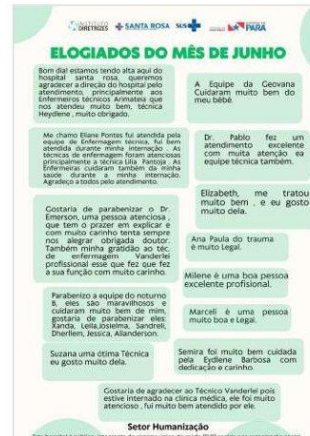 INSTITUTO
DIRETRIZES
SANTA ROSA
SUS
PARÁ
ELOGIADOS DO MÊS DE JUNHO
Bom dia! estamos tendo alta aqui do
hospital santa rosa, queremos
agradecer a direção do hospital pelo
atendimento, principalmente aos
Enfermeiros técnicos Arimateia que
nos atendeu muito bem, técnica
Heydlene , muito obrigado.
A Equipe da Geovana
Cuidaram muito bem do
meu bébé.
Me chamo Eliane Pontes fui atendida pela
equipe de Enfermagem técnica, fui bem
atendida durante minha internação . As
técnicas de enfermagem foram atenciosas
principalmente a técnica Lilia Pantoja . As
Enfermeiras cuidaram também da minha
saúde durante a minha internação.
Agradeço a todos pelo atendimento.
Dr. Pablo fez um
atendimento excelente
com muita atenção ea
equipe técnica também.
Elizabeth, me tratou
muito bem , e eu gosto
muito dela.
Gostaria de parabenizar o Dr.
Emerson, uma pessoa atenciosa ,
que tem o prazer em explicar e
com muito carinho tenta sempre
nos alegrar obrigada doutor.
Também minha gratidão ao téc.
de enfermagem Vanderlei
profissional esse que fez que fez
a sua função com muito carinho.
Ana Paula do trauma
é muito Legal.
Milene é uma boa pessoa
excelente profissional.
Parabenizo a equipe do noturno
B, eles são maravilhosos e
cuidaram muito bem de mim,
gostaria de parabenizar eles:
Xanda, Leila,Josielma, Sandreli,
Dherllen, Jessica, Allanderson.
Marceli é uma pessoa
muito boa e Legal.
Suzana uma ótima Técnica
eu gosto muito dela.
Semira foi muito bem cuidada
pela Eydlene Barbosa com
dedicação e carinho.
Gostaria de agradecer ao Técnico Vanderlei pois
estive internado na clínica médica, ele foi muito
atencioso , fui muito bem atendido por ele.
Setor Humanização